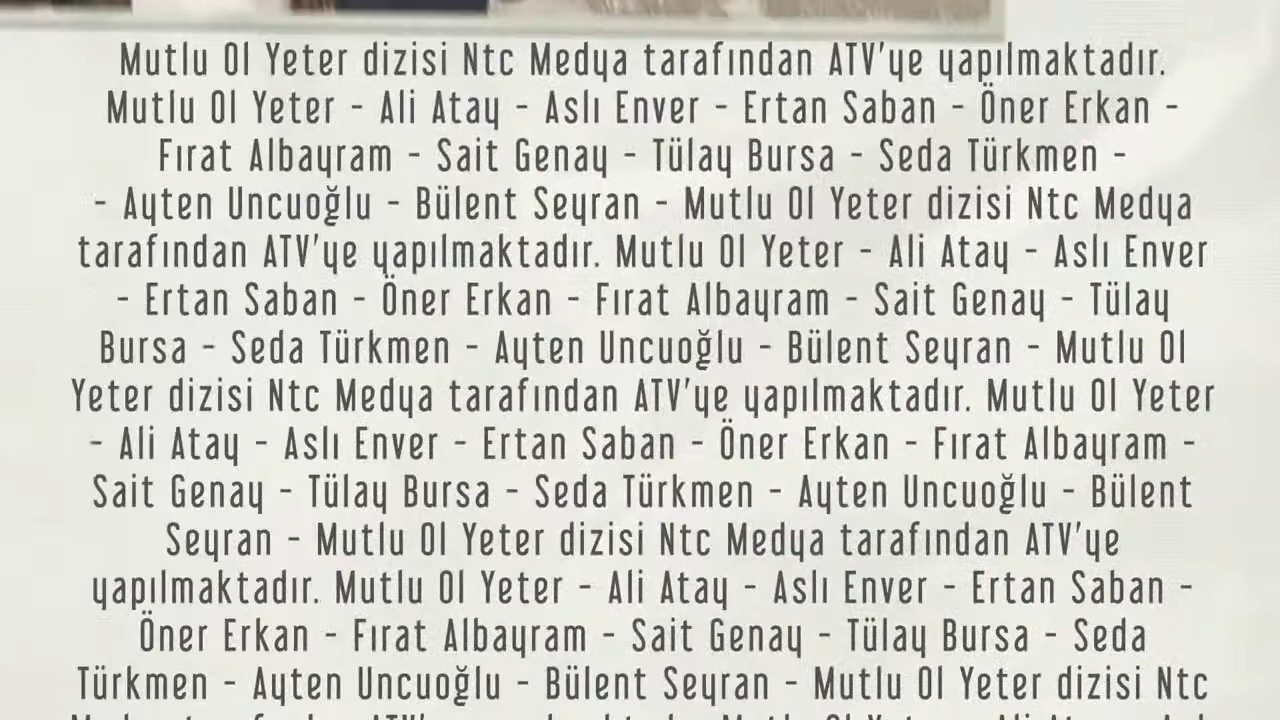 Mutlu Ol Yeter dizisi Ntc Medya tarafından ATV'ye yapılmaktadır.
Mutlu Ol Yeter - Ali Atay - Aslı Enver - Ertan Saban - Öner Erkan -
Fırat Albayram - Sait Genay - Tülay Bursa - Seda Türkmen -
- Ayten Uncuoğlu - Bülent Seyran - Mutlu Ol Yeter dizisi Ntc Medya
tarafından ATV'ye yapılmaktadır. Mutlu Ol Yeter - Ali Atay - Aslı Enver
- Ertan Saban - Öner Erkan - Fırat Albayram - Sait Genay - Tülay
Bursa - Seda Türkmen - Ayten Uncuoğlu - Bülent Seyran - Mutlu Ol
Yeter dizisi Ntc Medya tarafından ATV'ye yapılmaktadır. Mutlu Ol Yeter
- Ali Atay - Aslı Enver - Ertan Saban - Öner Erkan - Fırat Albayram -
Sait Genay - Tülay Bursa - Seda Türkmen - Ayten Uncuoğlu - Bülent
Seyran - Mutlu Ol Yeter dizisi Ntc Medya tarafından ATV'ye
yapılmaktadır. Mutlu Ol Yeter - Ali Atay - Aslı Enver - Ertan Saban -
Öner Erkan - Fırat Albayram - Sait Genay - Tülay Bursa - Seda
Türkmen - Ayten Uncuoğlu - Bülent Seyran - Mutlu Ol Yeter dizisi Ntc